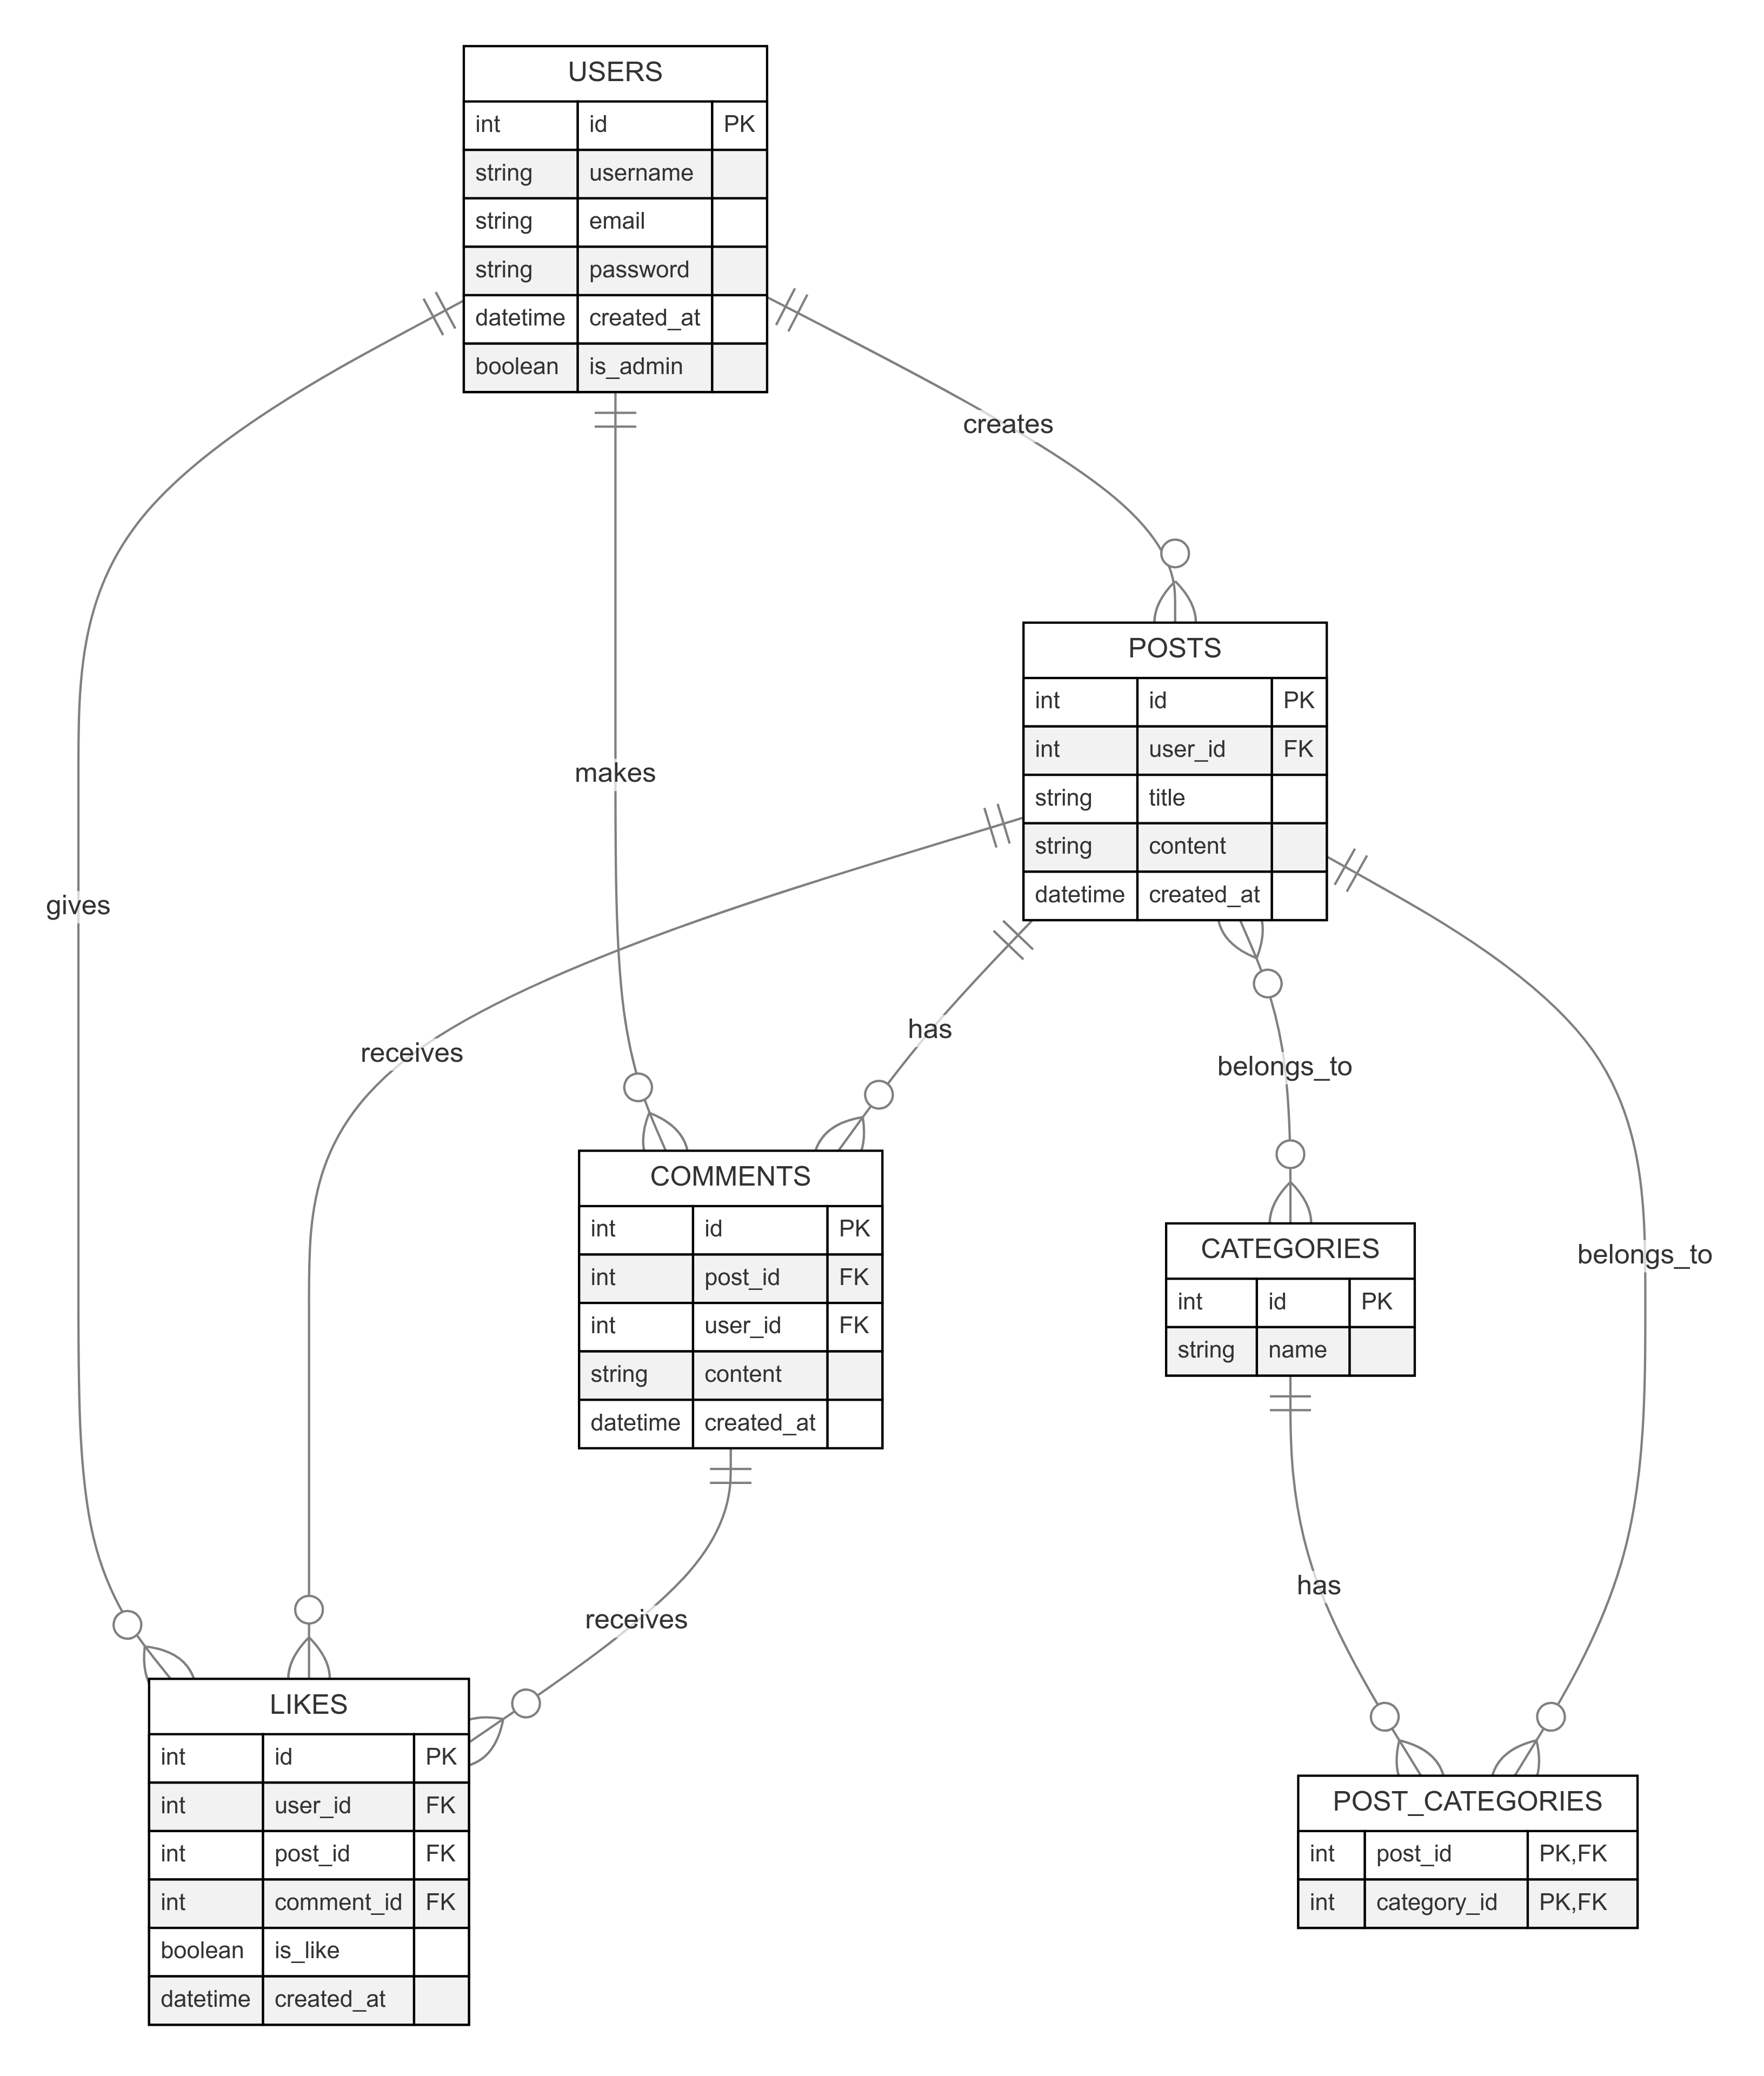 USERS
int id PK
string username
string email
string password
datetime created_at
boolean is_admin
creates
POSTS
int id PK
int user_id FK
string title
string content
datetime created_at
makes
gives
receives
has
belongs_to
belongs_to
COMMENTS
int id PK
int post_id FK
int user_id FK
string content
datetime created_at
CATEGORIES
int id PK
string name
has
receives
LIKES
int id PK
int user_id FK
int post_id FK
int comment_id FK
boolean is_like
datetime created_at
POST_CATEGORIES
int post_id PK,FK
int category_id PK,FK